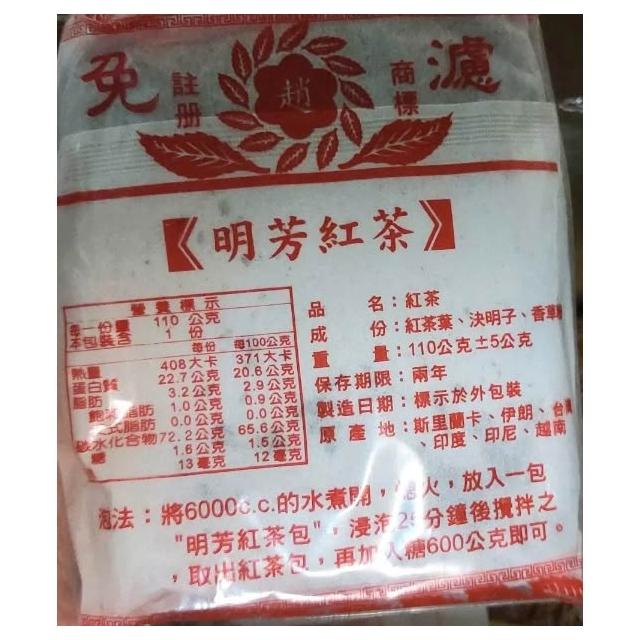 免 註册 趙 商標 濾
【明芳紅茶】
營養標示
每一份量 110 公克
本包裝含 1 份
每份 每100公克
熱量 408大卡 371大卡
蛋白質 22.7公克 20.6公克
脂肪 3.2公克 2.9公克
飽和脂肪 1.0公克 0.9公克
式脂肪 0.0公克 0.0公克
碳水化合物 72.2公克 65.6公克
糖 1.6公克 1.5公克
13毫克 12毫克
品名：紅茶
成份：紅茶葉、決明子、香草
重量：110公克±5公克
保存期限：兩年
製造日期：標示於外包裝
原產地：斯里蘭卡、伊朗、台灣
、印度、印尼、越南
泡法：將6000c.c.的水煮開，熄火，放入一包
"明芳紅茶包"，浸泡25分鐘後攪拌之
，取出紅茶包，再加入糖600公克即可。